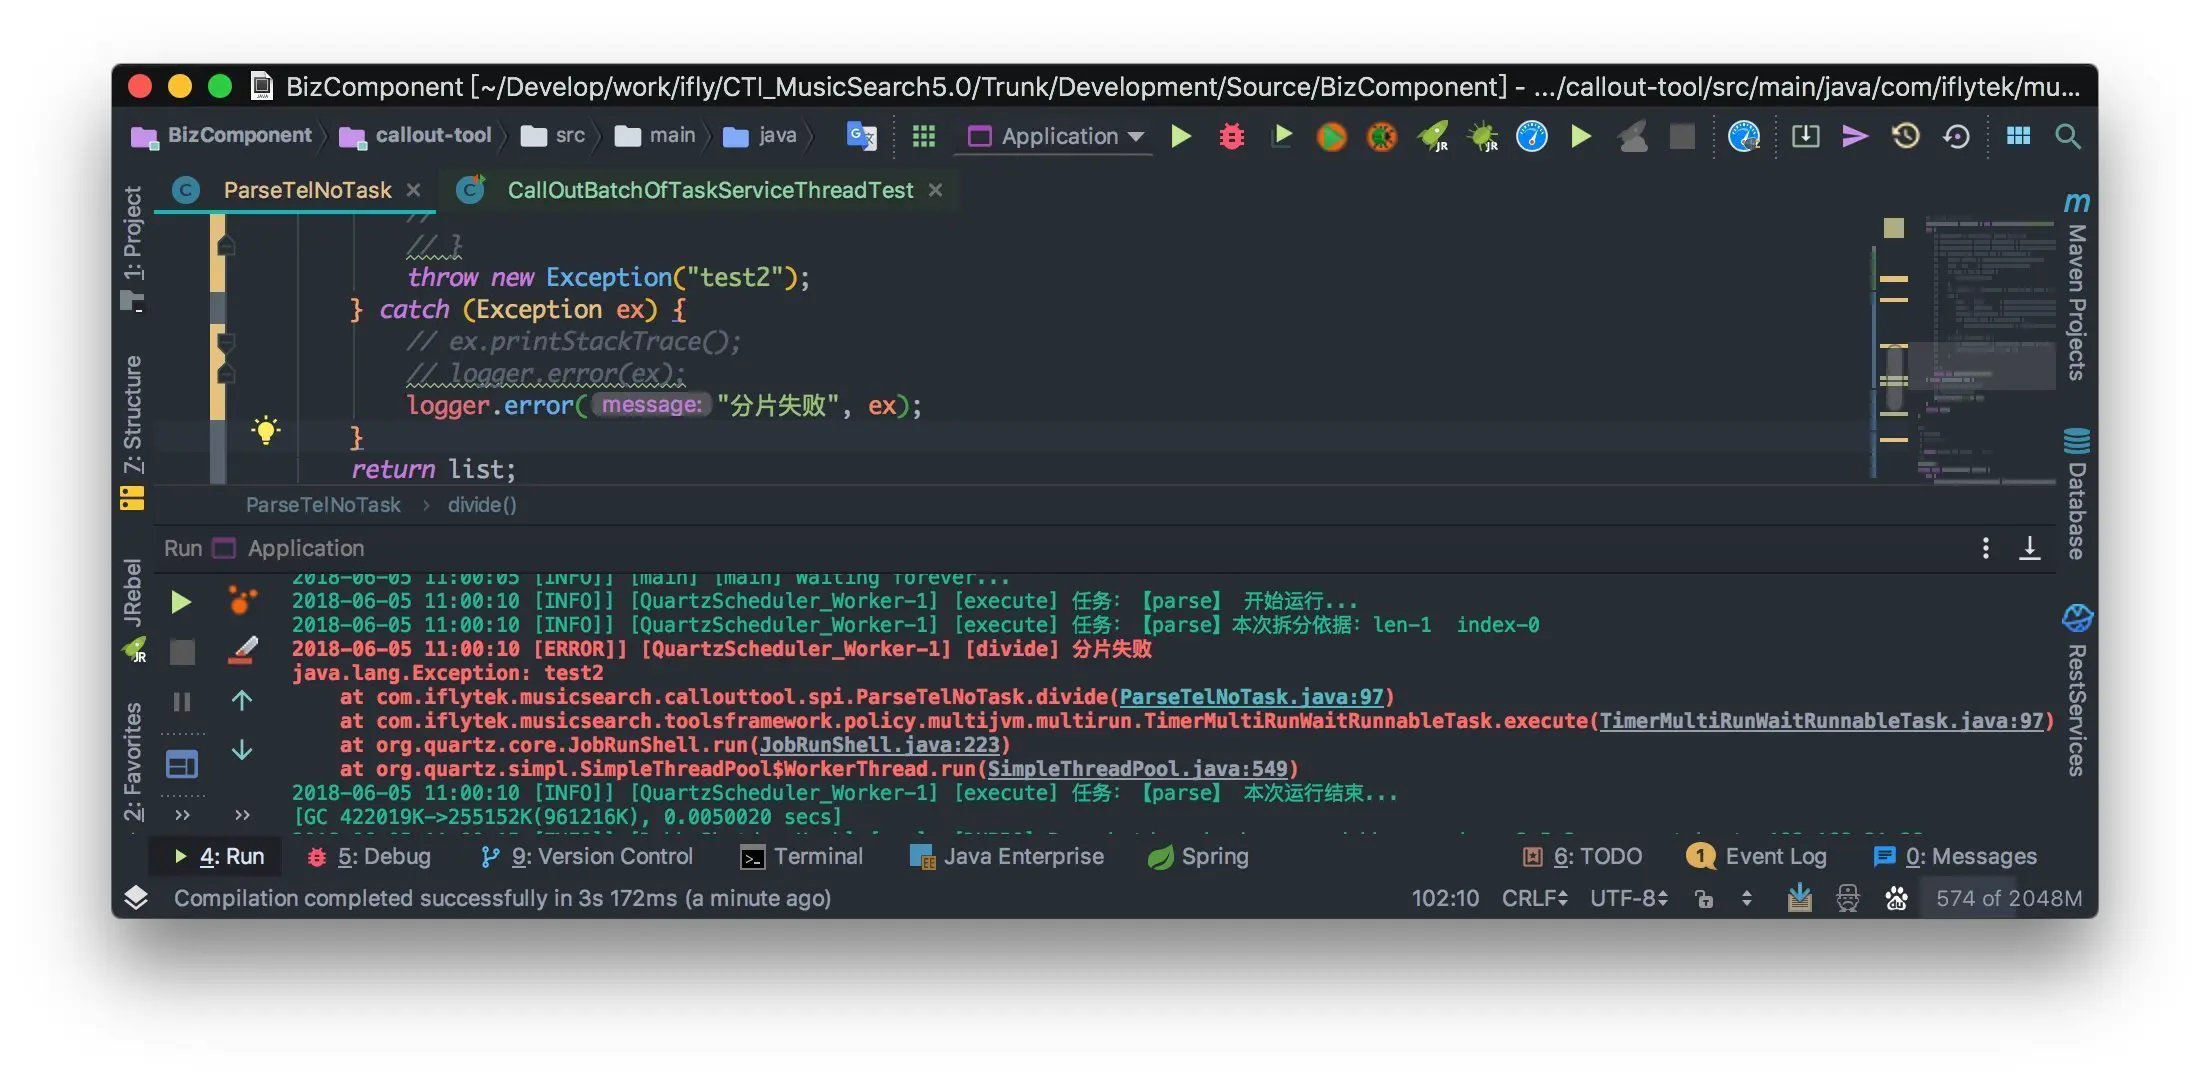 BizComponent [~/Develop/work/ifly/CTI_MusicSearch5.0/Trunk/Development/Source/BizComponent] - .../callout-tool/src/main/java/com/iflytek/mu...
BizComponent callout-tool src main java Application
ParseTelNoTask CallOutBatchOfTaskServiceThreadTest
//
// }
throw new Exception("test2");
} catch (Exception ex) {
// ex.printStackTrace();
// logger.error(ex);
logger.error( message: "分片失败", ex);
}
return list;
ParseTelNoTask › divide()
Run Application
2018-06-05 11:00:05 [INFO]] [main] [main] Waiting forever...
2018-06-05 11:00:10 [INFO]] [QuartzScheduler_Worker-1] [execute] 任务: 【parse】 开始运行...
2018-06-05 11:00:10 [INFO]] [QuartzScheduler_Worker-1] [execute] 任务: 【parse】本次拆分依据: len-1 index-0
2018-06-05 11:00:10 [ERROR]] [QuartzScheduler_Worker-1] [divide] 分片失败
java.lang.Exception: test2
at com.iflytek.musicsearch.callouttool.spi.ParseTelNoTask.divide(ParseTelNoTask.java:97)
at com.iflytek.musicsearch.toolsframework.policy.multijvm.multirun.TimerMultiRunWaitRunnableTask.execute(TimerMultiRunWaitRunnableTask.java:97)
at org.quartz.core.JobRunShell.run(JobRunShell.java:223)
at org.quartz.simpl.SimpleThreadPool$WorkerThread.run(SimpleThreadPool.java:549)
2018-06-05 11:00:10 [INFO]] [QuartzScheduler_Worker-1] [execute] 任务: 【parse】 本次运行结束...
[GC 422019K->255152K(961216K), 0.0050020 secs]
1: Project
7: Structure
JRebel
2: Favorites
Maven Projects
Database
RestServices
4: Run 5: Debug 9: Version Control Terminal Java Enterprise Spring 6: TODO 1 Event Log 0: Messages
Compilation completed successfully in 3s 172ms (a minute ago) 102:10 CRLF UTF-8 574 of 2048M